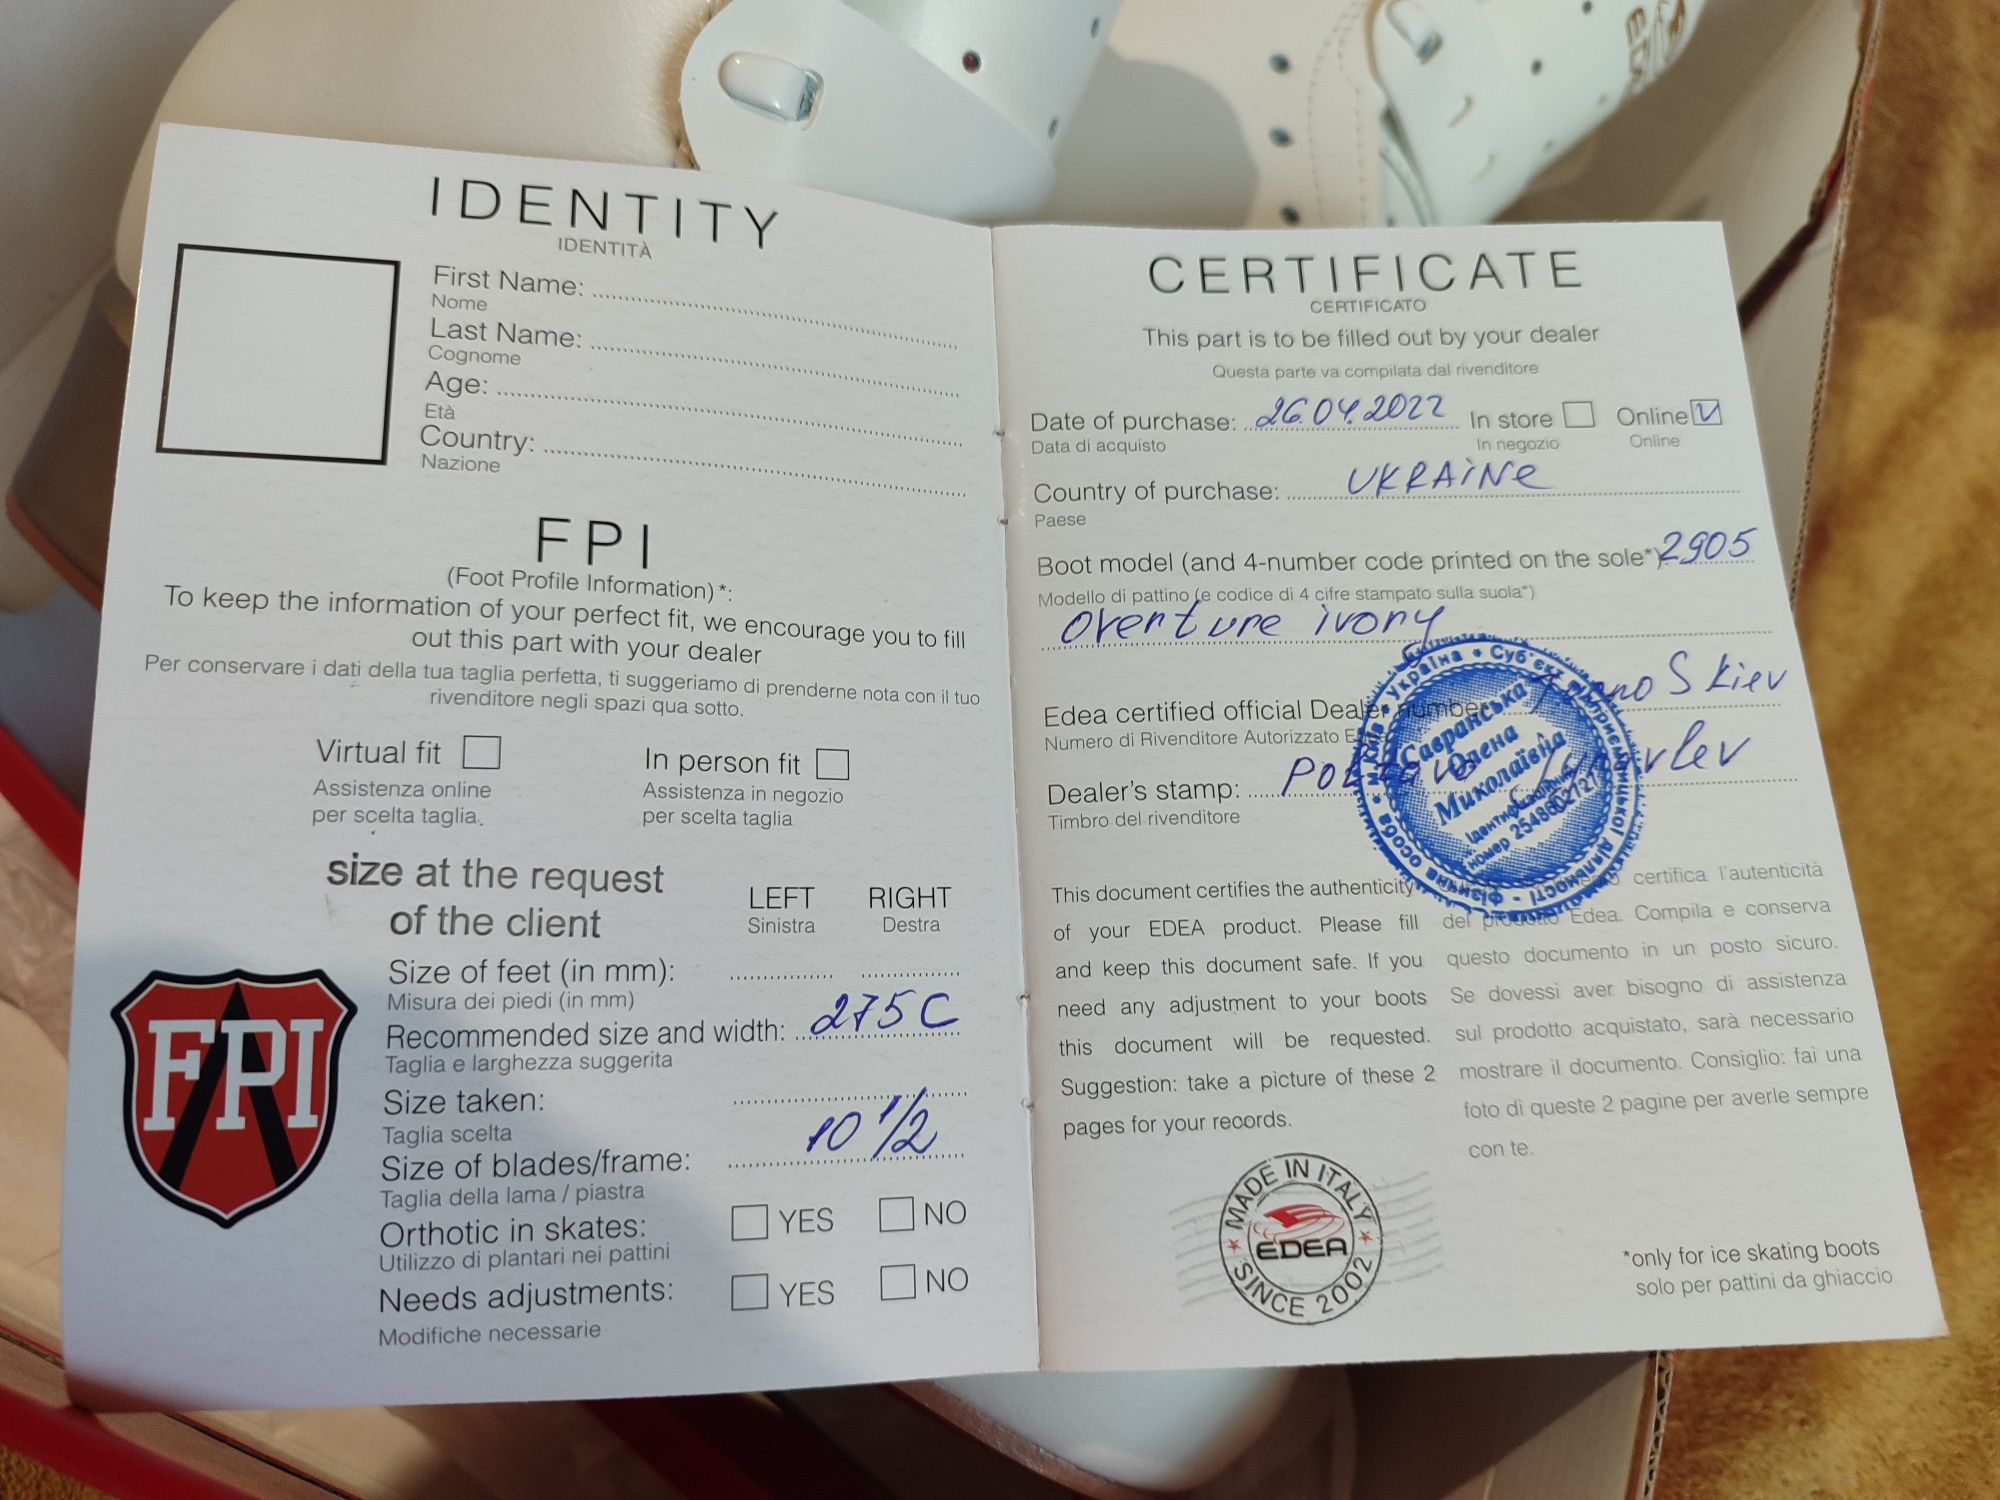 IDENTITY
IDENTITÀ
First Name:
Nome
Last Name:
Cognome
Age:
Età
Country:
Nazione
FPI
(Foot Profile Information)*:
To keep the information of your perfect fit, we encourage you to fill
out this part with your dealer
Per conservare i dati della tua taglia perfetta, ti suggeriamo di prenderne nota con il tuo
rivenditore negli spazi qua sotto.
Virtual fit
Assistenza online
per scelta taglia.
In person fit
Assistenza in negozio
per scelta taglia
size at the request
of the client
LEFT RIGHT
Sinistra Destra
Size of feet (in mm):
Misura dei piedi (in mm)
Recommended size and width: 275 C
Taglia e larghezza suggerita
Size taken:
Taglia scelta
Size of blades/frame: 10 1/2
Taglia della lama / piastra
Orthotic in skates: YES NO
Utilizzo di plantari nei pattini
Needs adjustments: YES NO
Modifiche necessarie
FPI
CERTIFICATE
CERTIFICATO
This part is to be filled out by your dealer
Questa parte va compilata dal rivenditore
Date of purchase: 26.04.2022 In store Online V
Data di acquisto In negozio Online
Country of purchase: UKRAiNe
Paese
Boot model (and 4-number code printed on the sole*) 2905
Modello di pattino (e codice di 4 cifre stampato sulla suola*)
Overture ivory
Edea certified official Dealer number S kiev
Numero di Rivenditore Autorizzato
Dealer's stamp:
Timbro del rivenditore
Україна • Суб'єкт підприємницької діяльності - фізична особа • м.Київ
Савранська
Олена
Миколаївна
Ідентифікаційний
номер
This document certifies the authenticity
of your EDEA product. Please fill
and keep this document safe. If you
need any adjustment to your boots
this document will be requested.
Suggestion: take a picture of these 2
pages for your records.
certifica l'autenticità
del prodotto Edea. Compila e conserva
questo documento in un posto sicuro.
Se dovessi aver bisogno di assistenza
sul prodotto acquistato, sarà necessario
mostrare il documento. Consiglio: fai una
foto di queste 2 pagine per averle sempre
con te.
MADE IN ITALY
EDEA
SINCE 2002
*only for ice skating boots
solo per pattini da ghiaccio